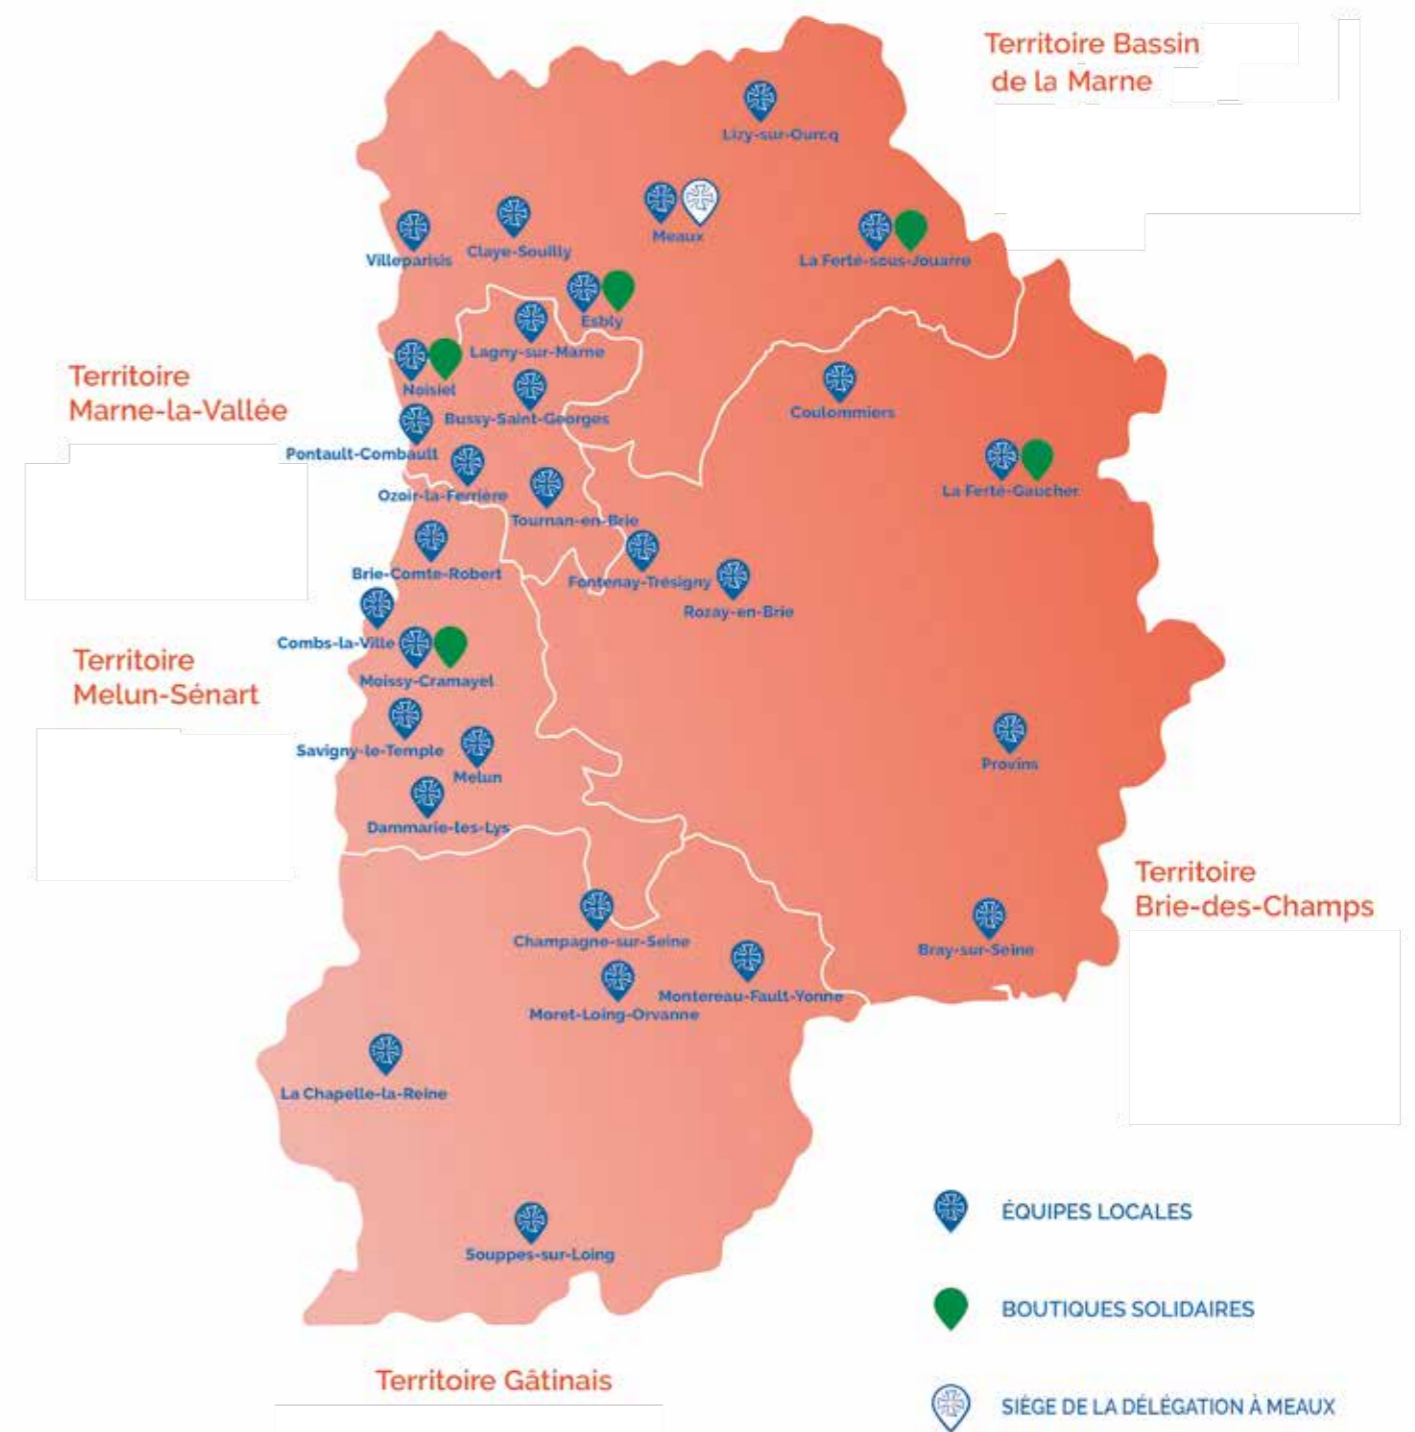 Territoire Bassin
de la Marne
Lizy-sur-Ourcq
Meaux
Villeparisis
Claye-Souilly
La Ferté-sous-Jouarre
Esbly
Lagny-sur-Marne
Noisiel
Territoire
Marne-la-Vallée
Bussy-Saint-Georges
Coulommiers
Pontault-Combault
Ozoir-la-Ferrière
La Ferté-Gaucher
Tournan-en-Brie
Brie-Comte-Robert
Fontenay-Trésigny
Rozay-en-Brie
Combs-la-Ville
Territoire
Melun-Sénart
Moissy-Cramayel
Savigny-le-Temple
Melun
Provins
Dammarie-les-Lys
Territoire
Brie-des-Champs
Champagne-sur-Seine
Bray-sur-Seine
Montereau-Fault-Yonne
Moret-Loing-Orvanne
La Chapelle-la-Reine
Souppes-sur-Loing
Territoire Gâtinais
ÉQUIPES LOCALES
BOUTIQUES SOLIDAIRES
SIÈGE DE LA DÉLÉGATION À MEAUX